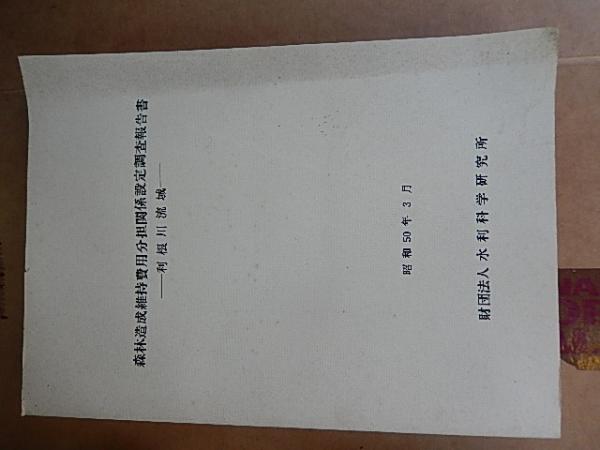 森林造成維持費用分担関係設定調査報告書
――利根川流域――
昭和50年3月
財団法人 水利科学研究所